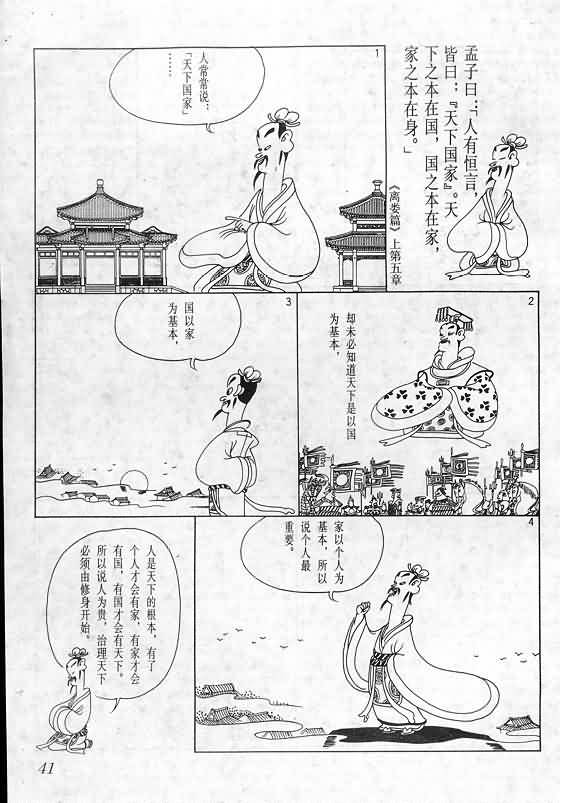 孟子曰：「人有恒言，
皆曰：『天下国家』。天
下之本在国，国之本在家，
家之本在身。」
《离娄篇》上第五章
1
人常常说：
「天下国家」
……
2
却未必知道天下是以国
为基本，
3
国以家
为基本，
4
家以个人为
基本，所以
说个人最
重要。
人是天下的根本，有了
个人才会有家，有家才会
有国，有国才会有天下。
所以说人为贵，治理天下
必须由修身开始。
41